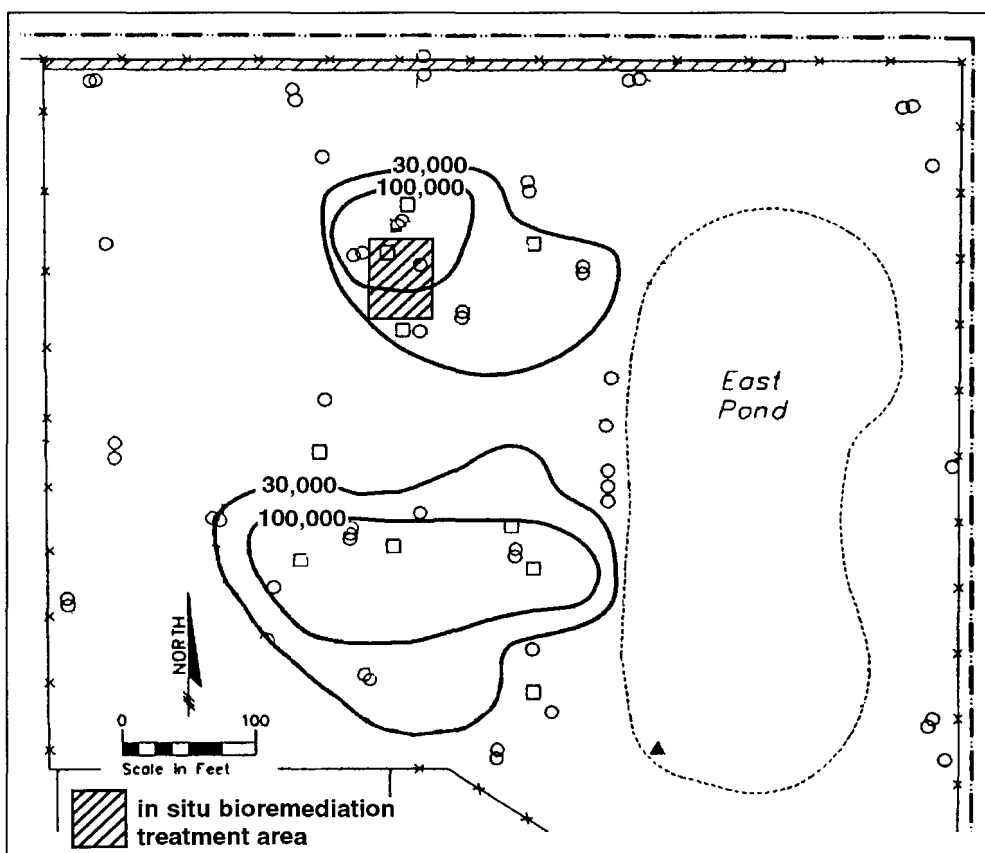 30,000
100,000
East
Pond
30,000
100,000
NORTH
0 100
Scale in Feet
in situ bioremediation
treatment area